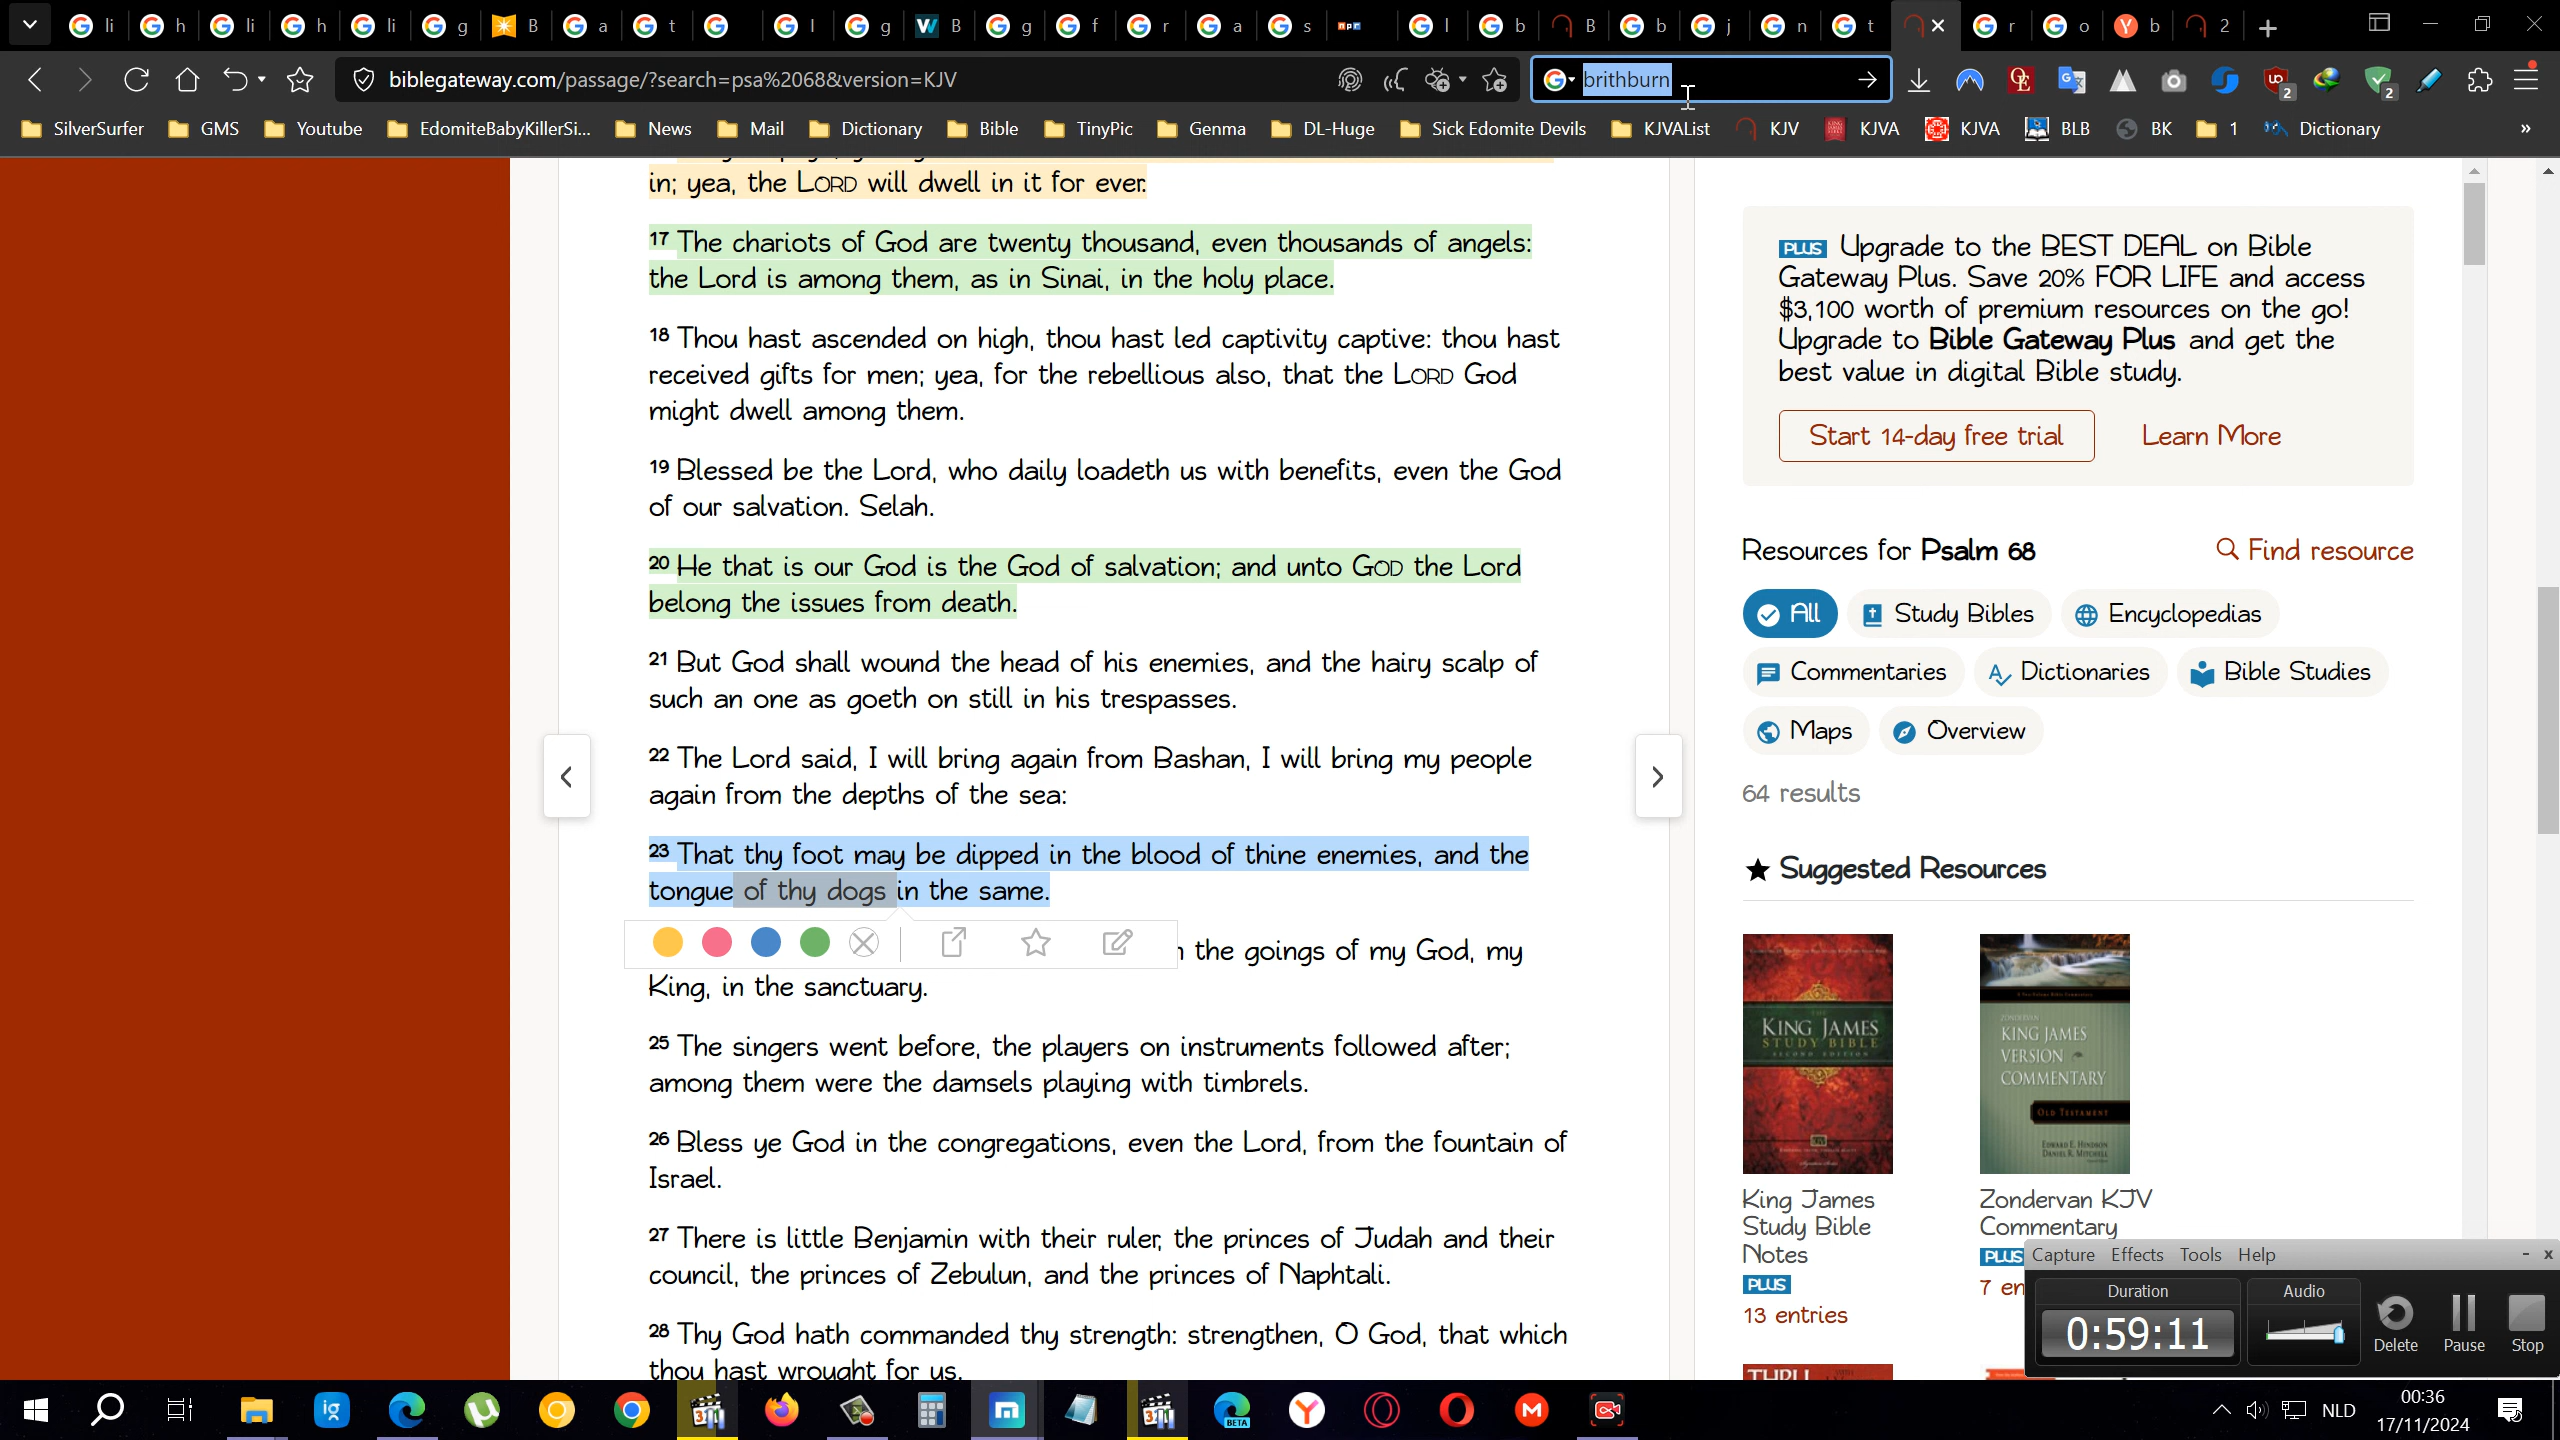 li
h
li
h
li
g
B
a
t
I
g
B
g
f
r
a
s
npr
l
b
B
b
j
n
t
r
o
b
2
biblegateway.com/passage/?search=psa%2068&version=KJV
brithburn
2
2
SilverSurfer
GMS
Youtube
EdomiteBabyKillerSi...
News
Mail
Dictionary
Bible
TinyPic
Genma
DL-Huge
Sick Edomite Devils
KJVAList
KJV
KJVA
KJVA
BLB
BK
1
Dictionary
in; yea, the LORD will dwell in it for ever.
17 The chariots of God are twenty thousand, even thousands of angels:
the Lord is among them, as in Sinai, in the holy place.
18 Thou hast ascended on high, thou hast led captivity captive: thou hast
received gifts for men; yea, for the rebellious also, that the LORD God
might dwell among them.
19 Blessed be the Lord, who daily loadeth us with benefits, even the God
of our salvation. Selah.
20 He that is our God is the God of salvation; and unto GOD the Lord
belong the issues from death.
21 But God shall wound the head of his enemies, and the hairy scalp of
such an one as goeth on still in his trespasses.
22 The Lord said, I will bring again from Bashan, I will bring my people
again from the depths of the sea:
23 That thy foot may be dipped in the blood of thine enemies, and the
tongue of thy dogs in the same.
the goings of my God, my
King, in the sanctuary.
25 The singers went before, the players on instruments followed after;
among them were the damsels playing with timbrels.
26 Bless ye God in the congregations, even the Lord, from the fountain of
Israel.
27 There is little Benjamin with their ruler, the princes of Judah and their
council, the princes of Zebulun, and the princes of Naphtali.
28 Thy God hath commanded thy strength: strengthen, O God, that which
thou hast wrought for us.
PLUS Upgrade to the BEST DEAL on Bible
Gateway Plus. Save 20% FOR LIFE and access
$3,100 worth of premium resources on the go!
Upgrade to Bible Gateway Plus and get the
best value in digital Bible study.
Start 14-day free trial
Learn More
Resources for Psalm 68
Find resource
All
Study Bibles
Encyclopedias
Commentaries
Dictionaries
Bible Studies
Maps
Overview
64 results
Suggested Resources
KING JAMES
STUDY BIBLE
SECOND EDITION
ZONDERVAN
KING JAMES
VERSION
COMMENTARY
OLD TESTAMENT
EDWARD E. HINDSON
DANIEL R. MITCHELL
King James
Study Bible
Notes
PLUS
13 entries
Zondervan KJV
Commentary
PLUS
7 en
THRU
Capture Effects Tools Help
Duration
0:59:11
Audio
Delete
Pause
Stop
BETA
NLD
00:36
17/11/2024